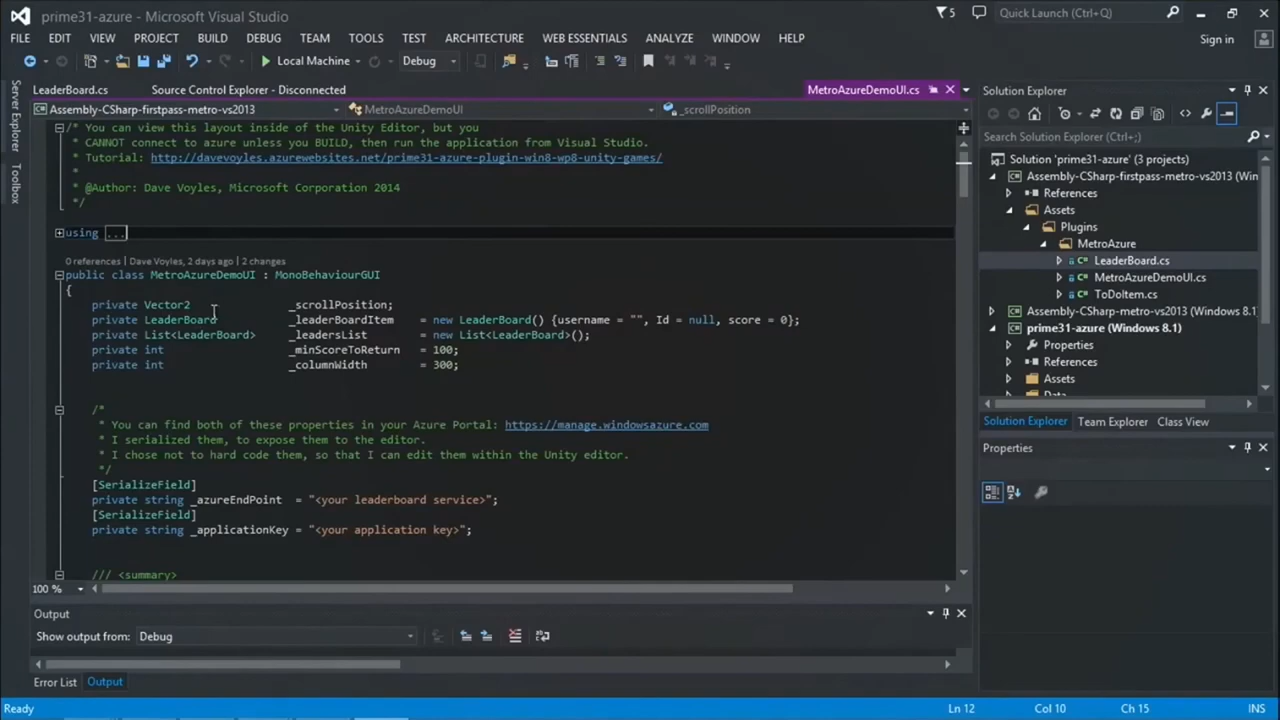 prime31-azure - Microsoft Visual Studio
5
Quick Launch (Ctrl+Q)
FILE EDIT VIEW PROJECT BUILD DEBUG TEAM TOOLS TEST ARCHITECTURE WEB ESSENTIALS ANALYZE WINDOW HELP
Sign in
Local Machine Debug
Server Explorer
Toolbox
LeaderBoard.cs Source Control Explorer - Disconnected MetroAzureDemoUI.cs
Assembly-CSharp-firstpass-metro-vs2013 MetroAzureDemoUI _scrollPosition
/* You can view this layout inside of the Unity Editor, but you
* CANNOT connect to azure unless you BUILD, then run the application from Visual Studio.
* Tutorial: http://davevoyles.azurewebsites.net/prime31-azure-plugin-win8-wp8-unity-games/
*
* @Author: Dave Voyles, Microsoft Corporation 2014
*/
using ...
0 references | Dave Voyles, 2 days ago | 2 changes
public class MetroAzureDemoUI : MonoBehaviourGUI
{
private Vector2 _scrollPosition;
private LeaderBoard _leaderBoardItem = new LeaderBoard() {username = "", Id = null, score = 0};
private List<LeaderBoard> _leadersList = new List<LeaderBoard>();
private int _minScoreToReturn = 100;
private int _columnWidth = 300;
/*
* You can find both of these properties in your Azure Portal: https://manage.windowsazure.com
* I serialized them, to expose them to the editor.
* I chose not to hard code them, so that I can edit them within the Unity editor.
*/
[SerializeField]
private string _azureEndPoint = "<your leaderboard service>";
[SerializeField]
private string _applicationKey = "<your application key>";
/// <summary>
100 %
Output
Show output from: Debug
Error List Output
Solution Explorer
Search Solution Explorer (Ctrl+;)
Solution 'prime31-azure' (3 projects)
Assembly-CSharp-firstpass-metro-vs2013 (Win
References
Assets
Plugins
MetroAzure
LeaderBoard.cs
MetroAzureDemoUI.cs
ToDoItem.cs
Assembly-CSharp-metro-vs2013 (Windows 8.1)
prime31-azure (Windows 8.1)
Properties
References
Assets
Data
Solution Explorer Team Explorer Class View
Properties
Ready Ln 12 Col 10 Ch 15 INS